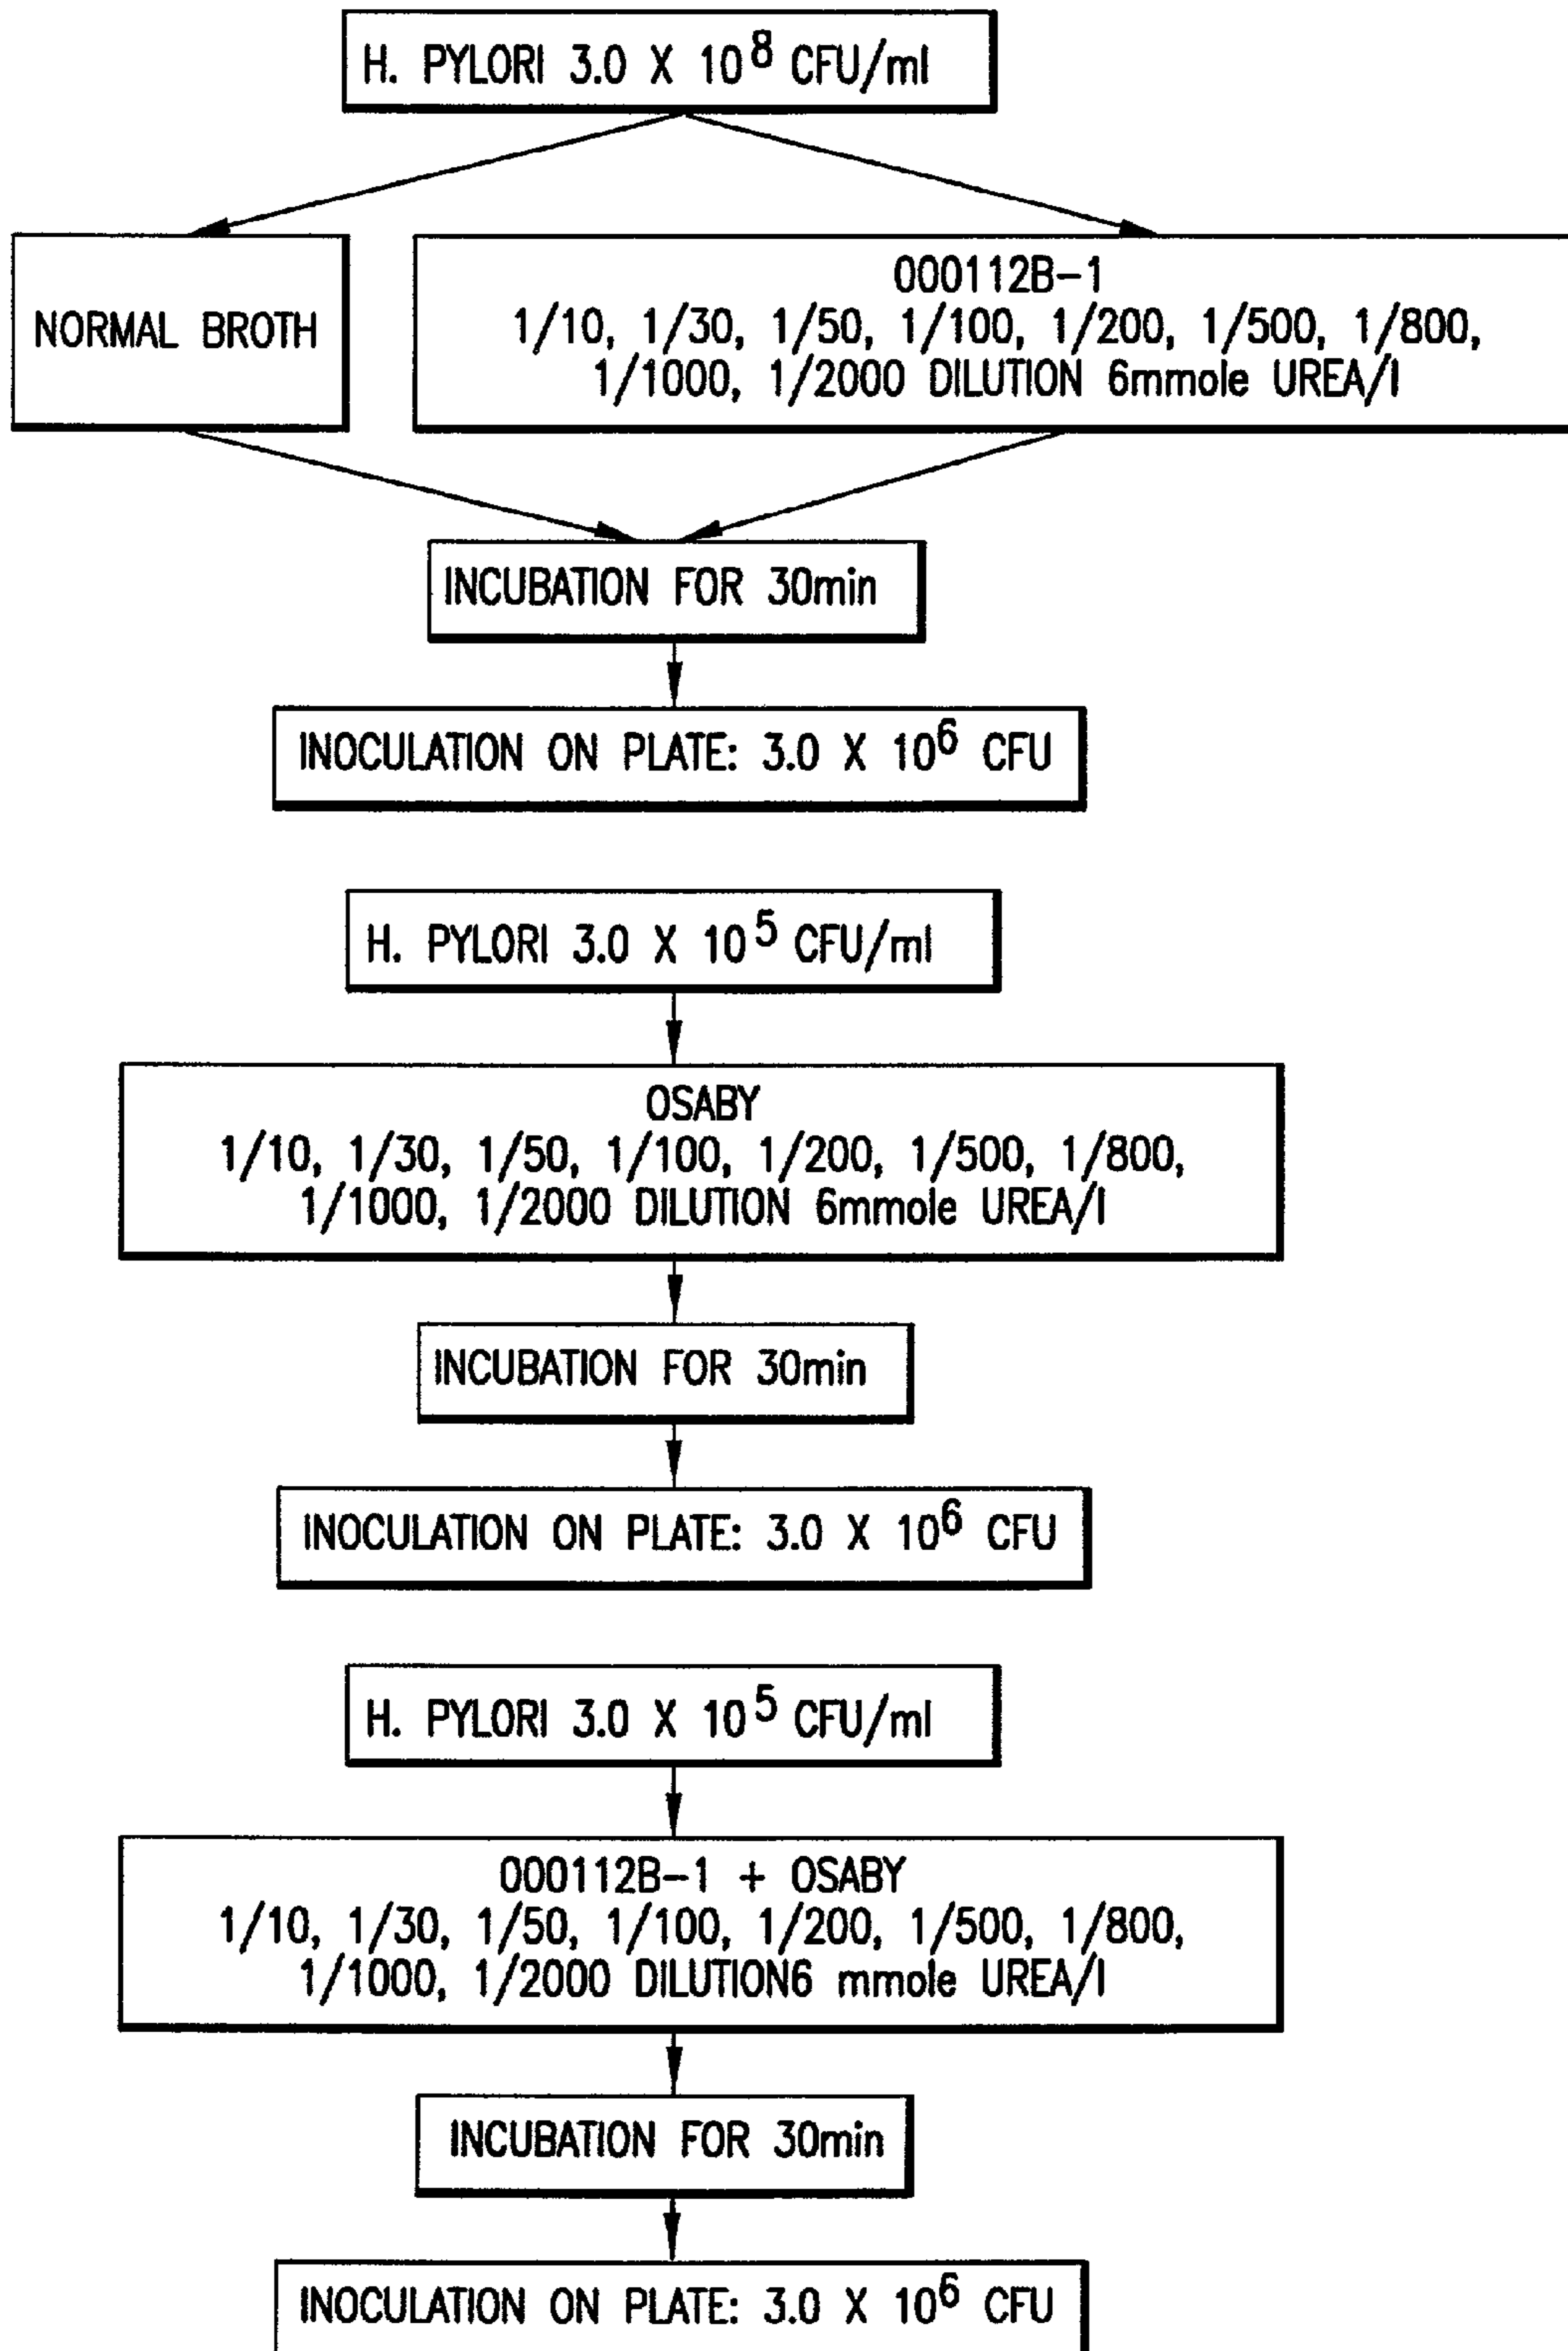 H. PYLORI 3.0 X 10⁸ CFU/ml
NORMAL BROTH
000112B-1
1/10, 1/30, 1/50, 1/100, 1/200, 1/500, 1/800,
1/1000, 1/2000 DILUTION 6mmole UREA/l
INCUBATION FOR 30min
INOCULATION ON PLATE: 3.0 X 10⁶ CFU
H. PYLORI 3.0 X 10⁵ CFU/ml
OSABY
1/10, 1/30, 1/50, 1/100, 1/200, 1/500, 1/800,
1/1000, 1/2000 DILUTION 6mmole UREA/l
INCUBATION FOR 30min
INOCULATION ON PLATE: 3.0 X 10⁶ CFU
H. PYLORI 3.0 X 10⁵ CFU/ml
000112B-1 + OSABY
1/10, 1/30, 1/50, 1/100, 1/200, 1/500, 1/800,
1/1000, 1/2000 DILUTION6 mmole UREA/l
INCUBATION FOR 30min
INOCULATION ON PLATE: 3.0 X 10⁶ CFU